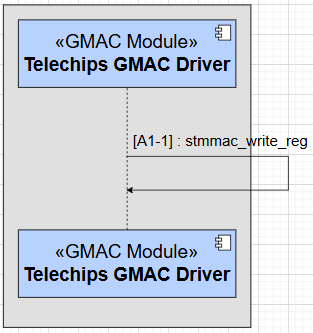 «GMAC Module»
Telechips GMAC Driver
[A1-1] : stmmac_write_reg
«GMAC Module»
Telechips GMAC Driver